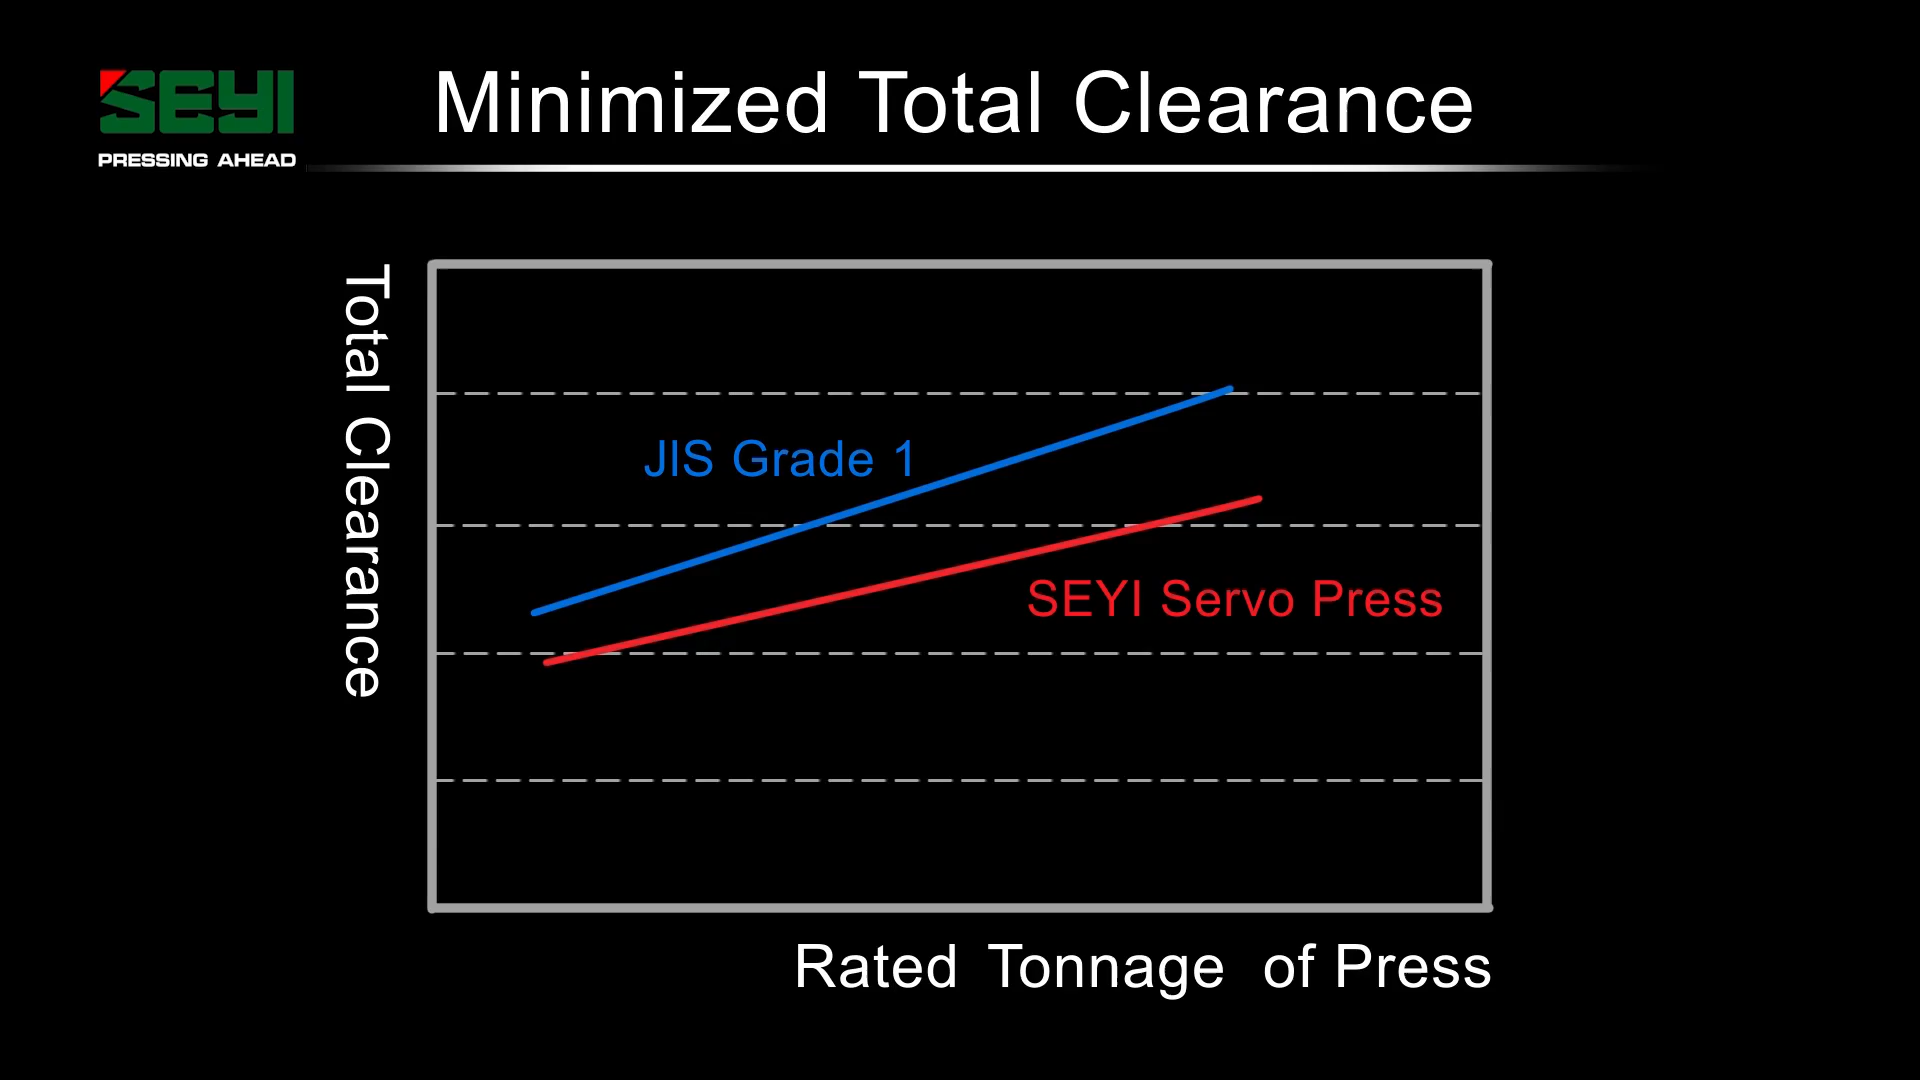 SEYI
PRESSING AHEAD
Minimized Total Clearance
Total Clearance
JIS Grade 1
SEYI Servo Press
Rated Tonnage of Press